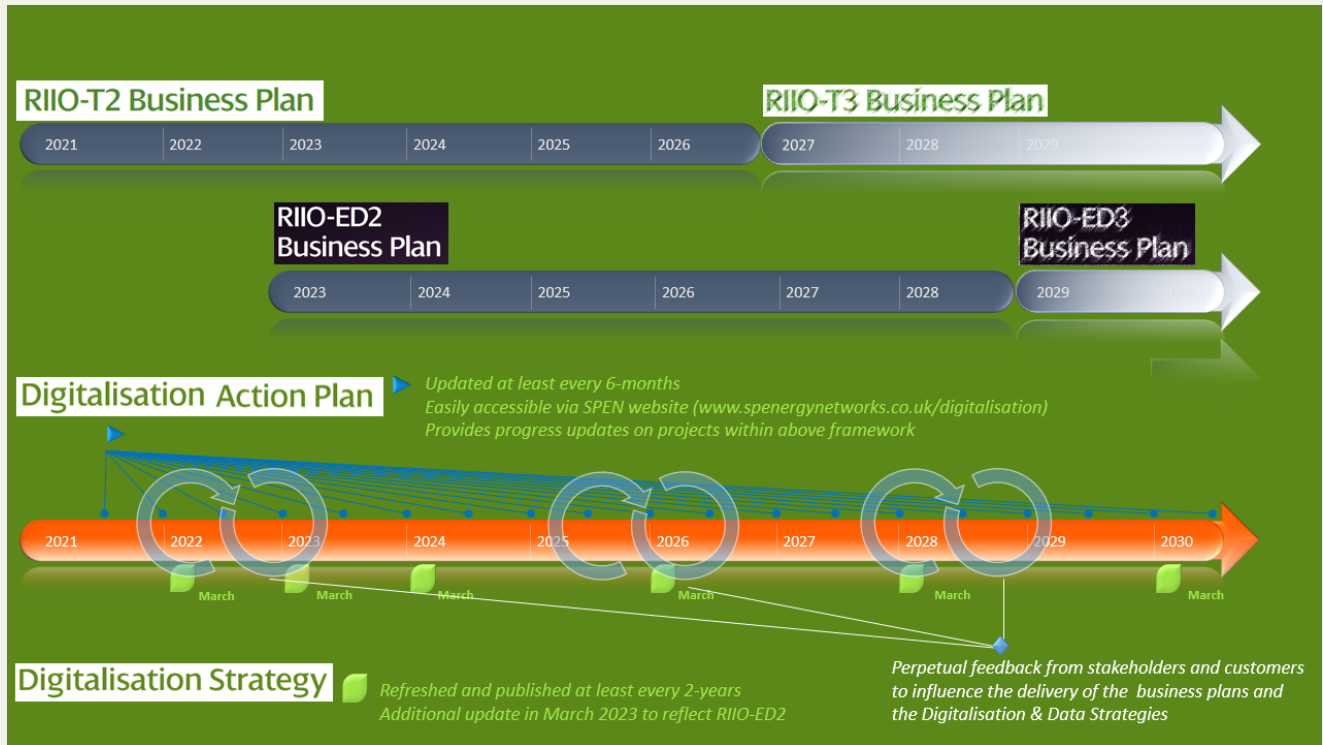 RIIO-T2 Business Plan
RIIO-T3 Business Plan
2021 2022 2023 2024 2025 2026 2027 2028 2029
RIIO-ED2
Business Plan
RIIO-ED3
Business Plan
2023 2024 2025 2026 2027 2028 2029
Digitalisation Action Plan
Updated at least every 6-months
Easily accessible via SPEN website (www.spenergynetworks.co.uk/digitalisation)
Provides progress updates on projects within above framework
2021 2022 2023 2024 2025 2026 2027 2028 2029 2030
March March March March March March
Digitalisation Strategy
Refreshed and published at least every 2-years
Additional update in March 2023 to reflect RIIO-ED2
Perpetual feedback from stakeholders and customers
to influence the delivery of the business plans and
the Digitalisation & Data Strategies